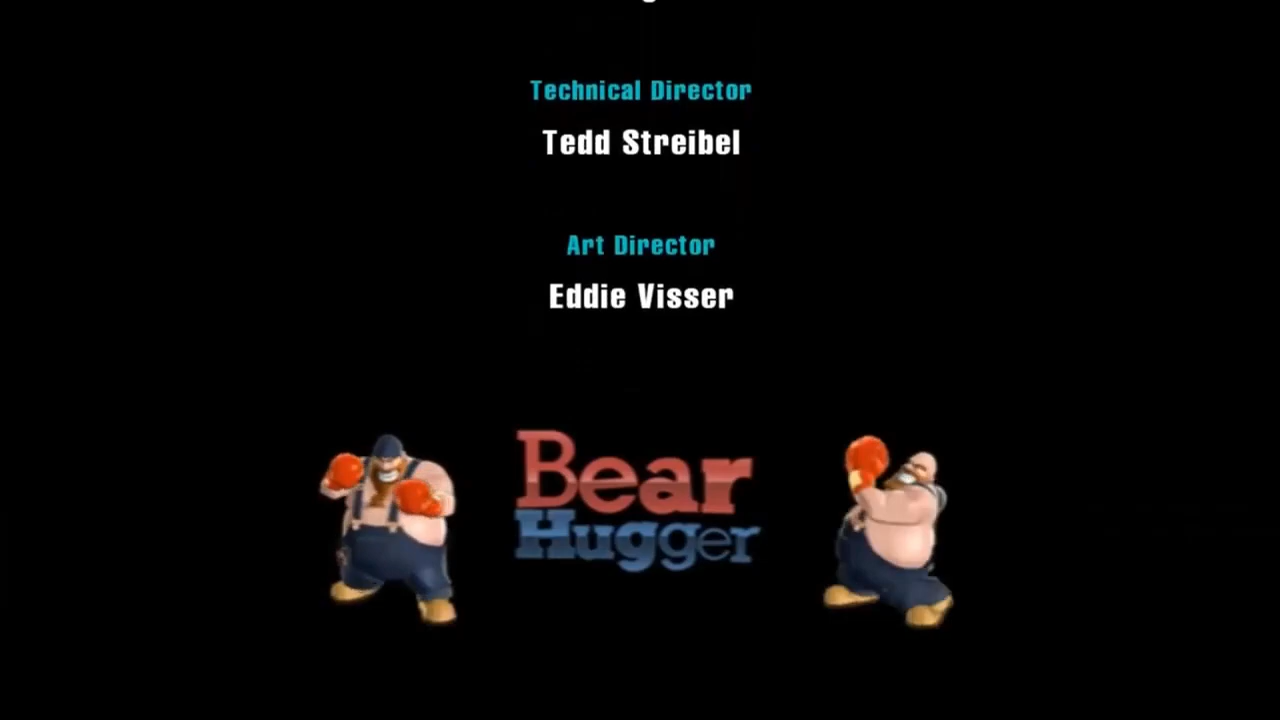 Technical Director
Tedd Streibel
Art Director
Eddie Visser
Bear
Hugger